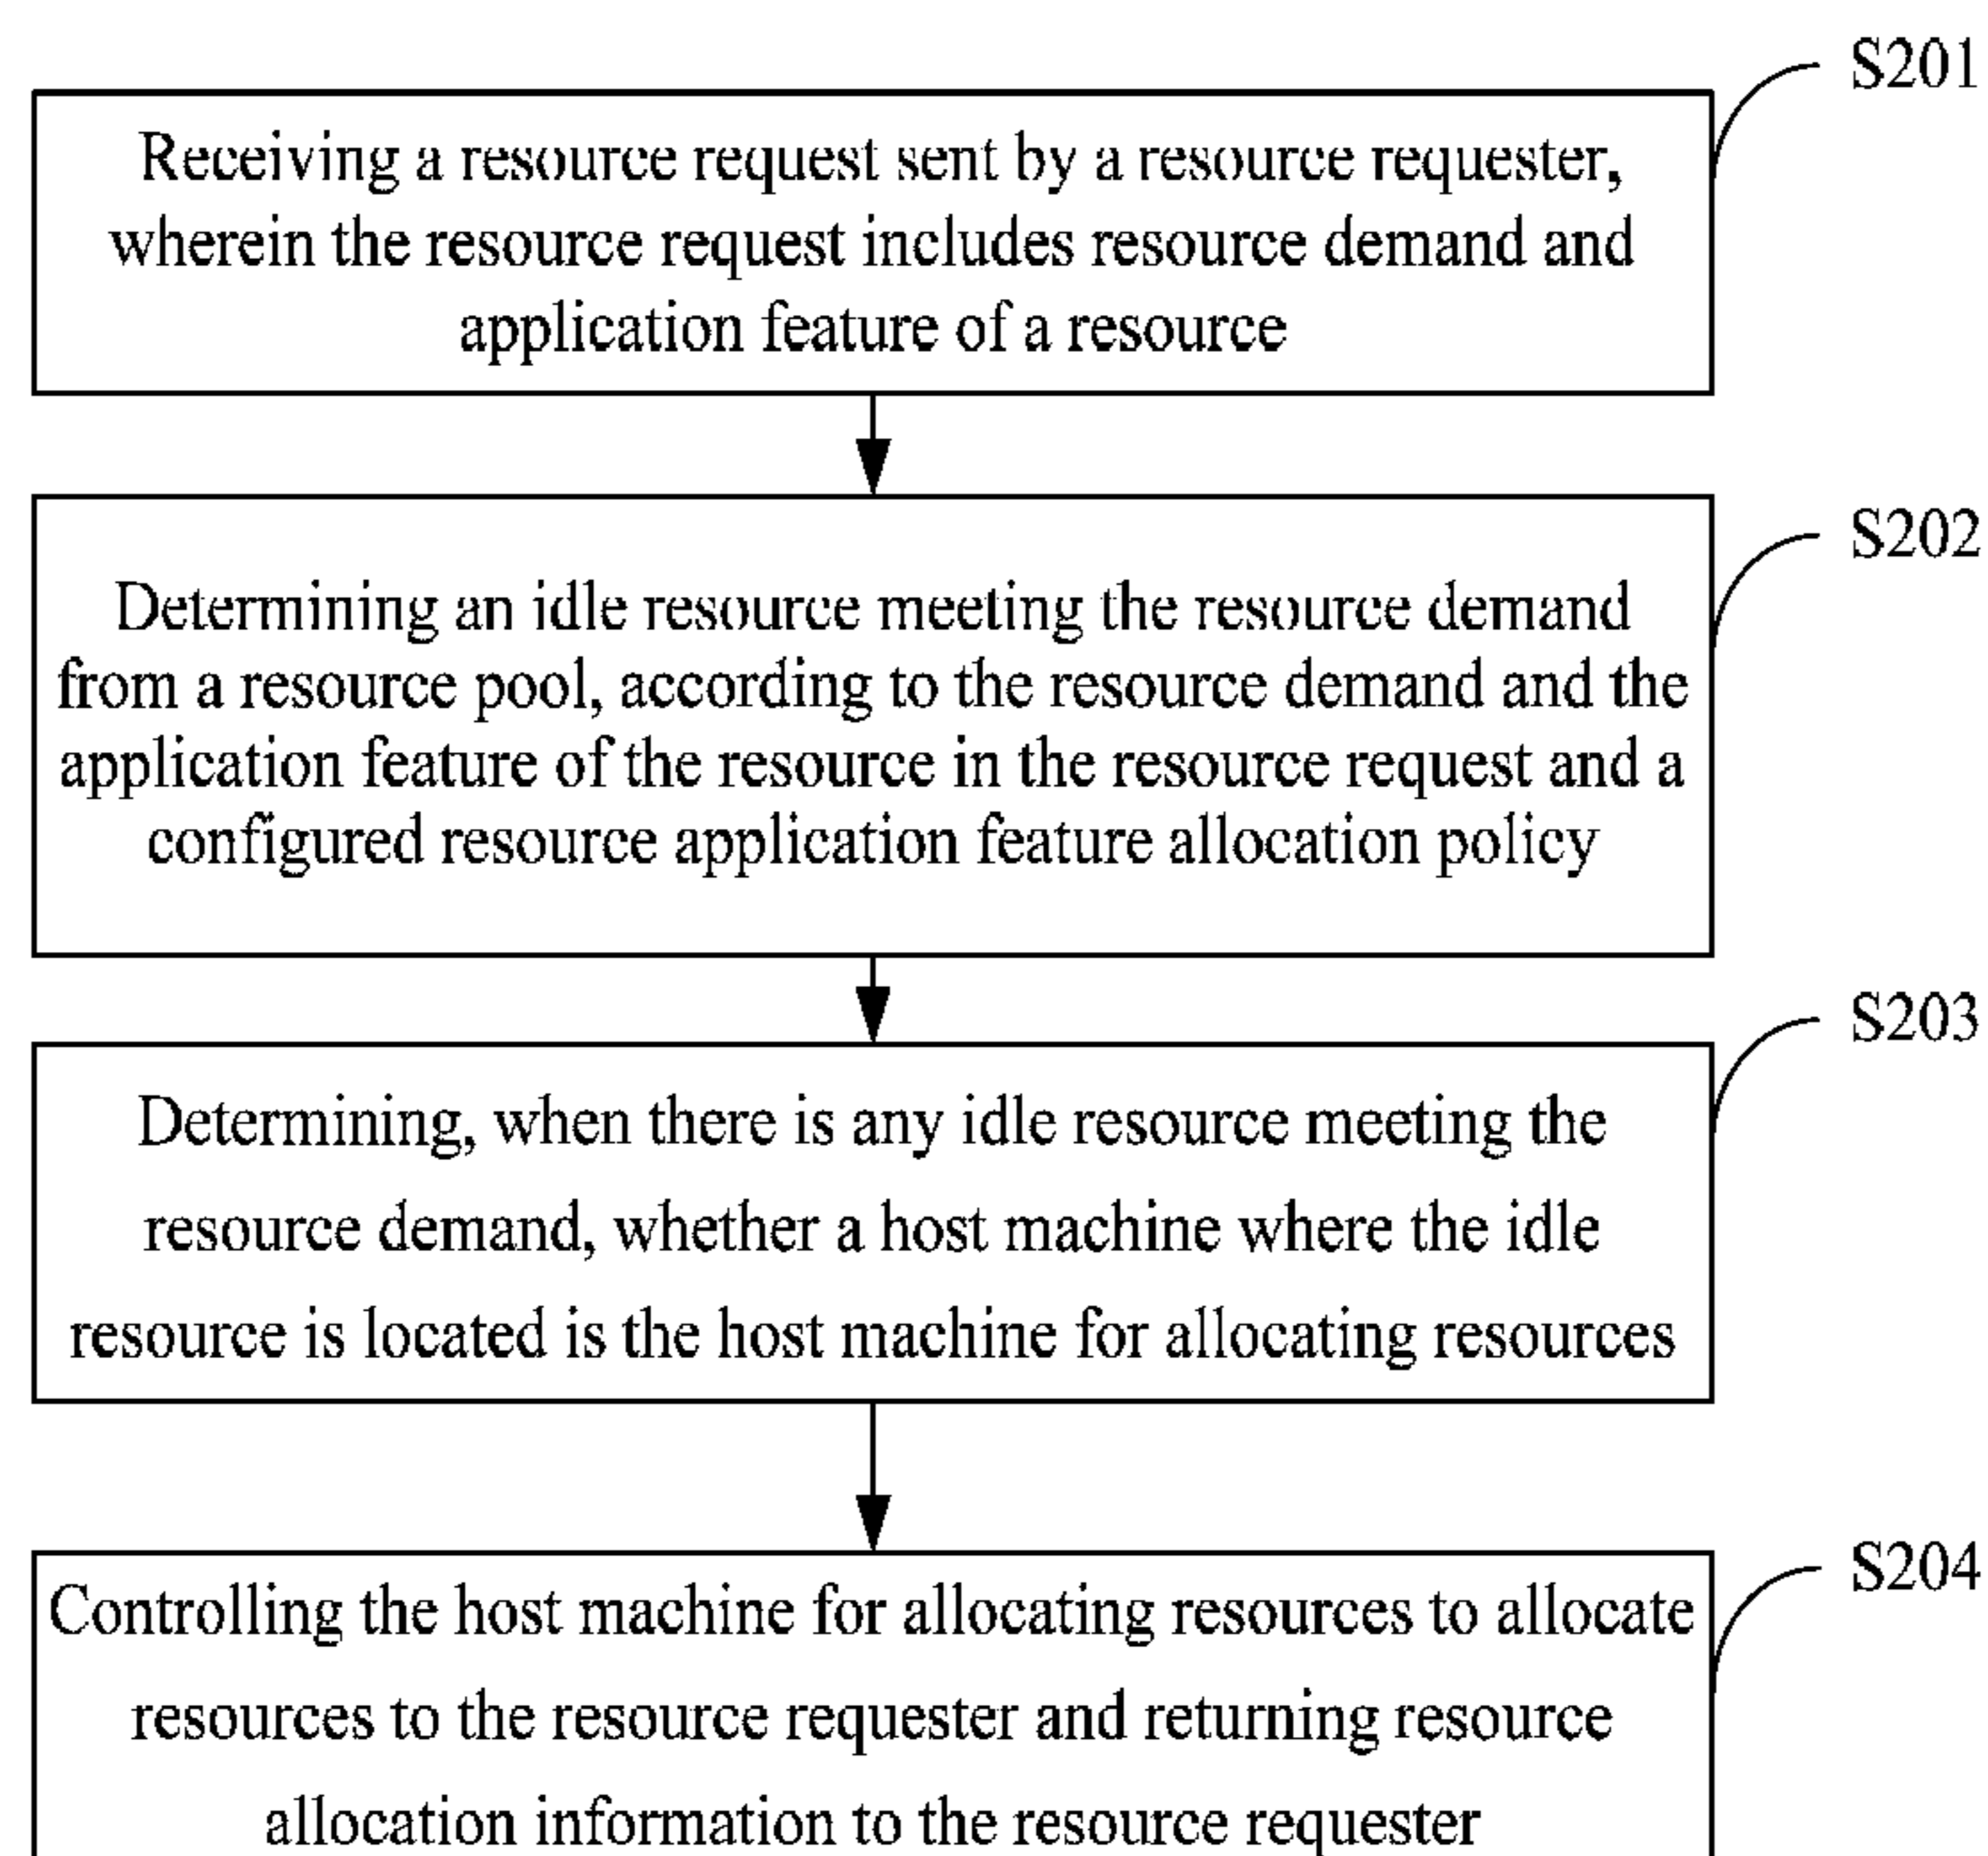 S201
Receiving a resource request sent by a resource requester,
wherein the resource request includes resource demand and
application feature of a resource
S202
Determining an idle resource meeting the resource demand
from a resource pool, according to the resource demand and the
application feature of the resource in the resource request and a
configured resource application feature allocation policy
S203
Determining, when there is any idle resource meeting the
resource demand, whether a host machine where the idle
resource is located is the host machine for allocating resources
S204
Controlling the host machine for allocating resources to allocate
resources to the resource requester and returning resource
allocation information to the resource requester